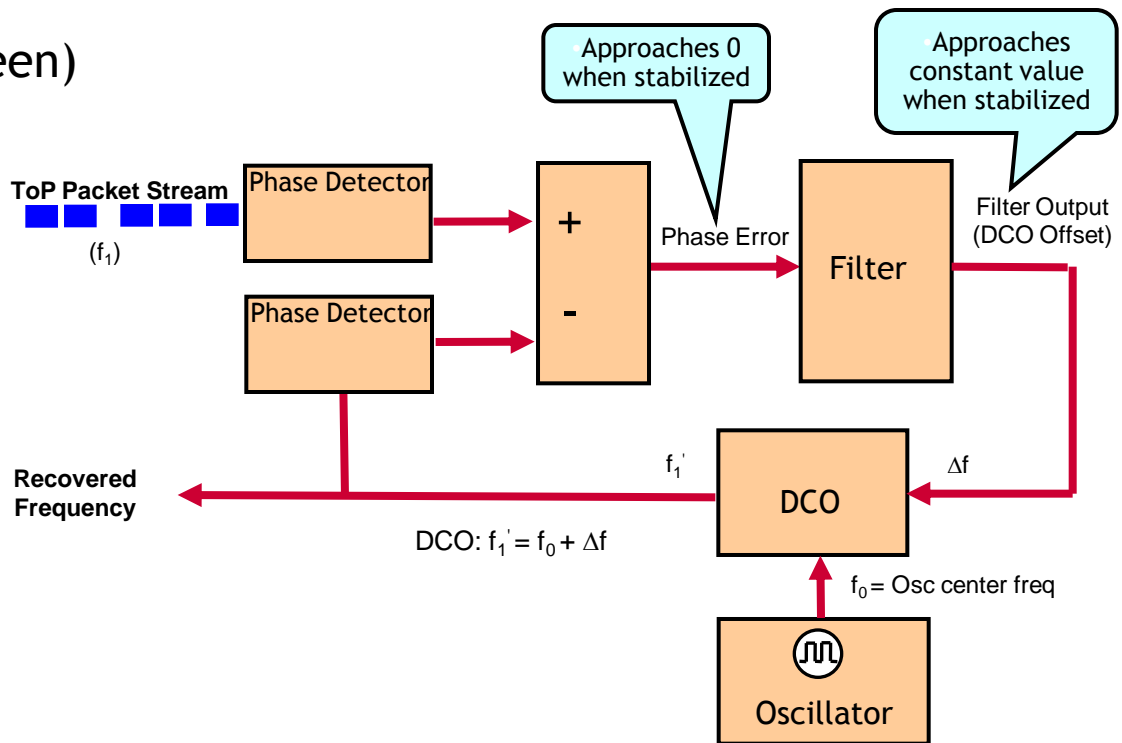 een)
•Approaches 0
when stabilized
•Approaches
constant value
when stabilized
ToP Packet Stream
(f₁)
Phase Detector
+
-
Phase Error
Filter
Filter Output
(DCO Offset)
Phase Detector
Recovered
Frequency
f₁'
DCO
Δf
DCO: f₁' = f₀ + Δf
f₀ = Osc center freq
Oscillator